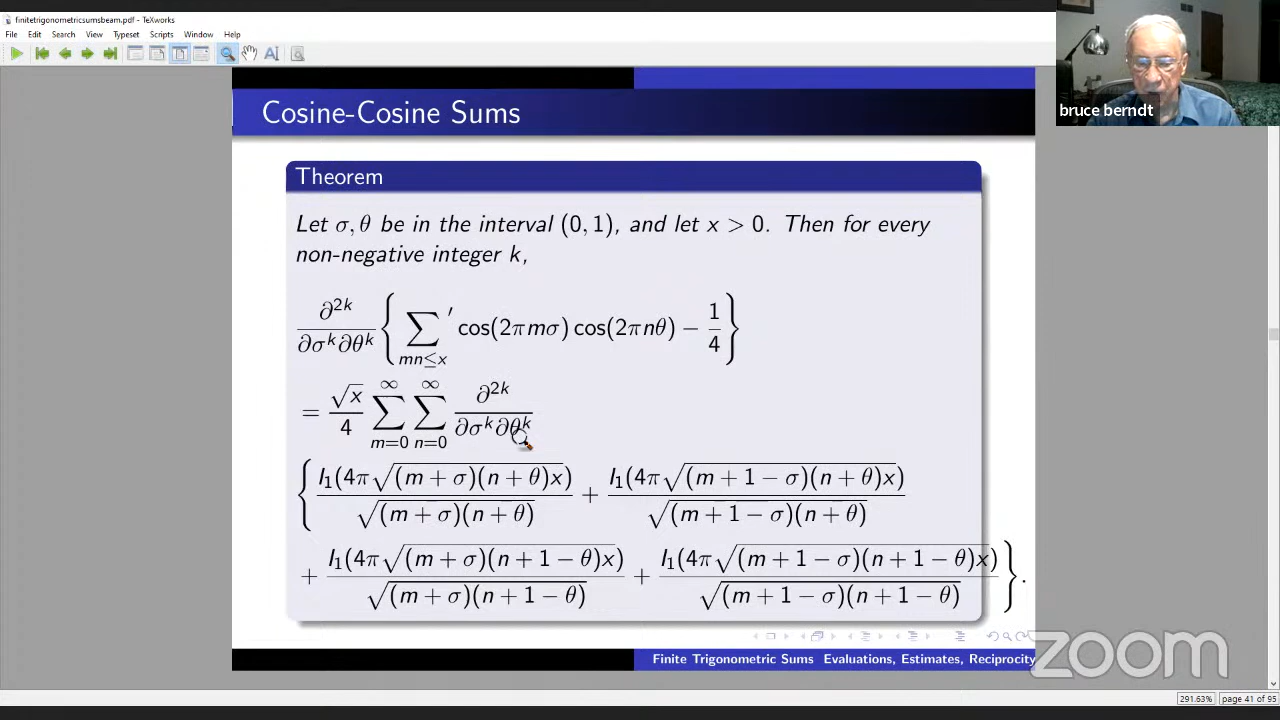 finitetrigonometricsumsbeam.pdf - TeXworks
File Edit Search View Typeset Scripts Window Help
bruce berndt
Cosine-Cosine Sums
Theorem
Let σ, θ be in the interval (0, 1), and let x > 0. Then for every
non-negative integer k,
∂^{2k}/∂σ^k∂θ^k { ∑′_{mn≤x} cos(2πmσ) cos(2πnθ) − 1/4 }
= √x/4 ∑_{m=0}^∞ ∑_{n=0}^∞ ∂^{2k}/∂σ^k∂θ^k
{ I_1(4π√((m + σ)(n + θ)x))/√((m + σ)(n + θ)) + I_1(4π√((m + 1 − σ)(n + θ)x))/√((m + 1 − σ)(n + θ))
+ I_1(4π√((m + σ)(n + 1 − θ)x))/√((m + σ)(n + 1 − θ)) + I_1(4π√((m + 1 − σ)(n + 1 − θ)x))/√((m + 1 − σ)(n + 1 − θ)) }.
Finite Trigonometric Sums Evaluations, Estimates, Reciprocity
zoom
291.63% page 41 of 95